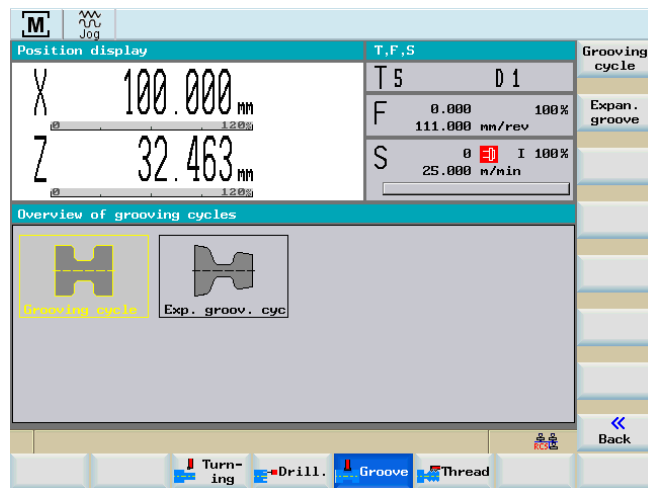 M
Jog
Position display
T,F,S
Grooving
cycle
X 100.000 mm
0 120%
Z 32.463 mm
0 120%
T 5 D 1
F 0.000 100%
111.000 mm/rev
S 0 I 100%
25.000 m/min
Expan.
groove
Overview of grooving cycles
Grooving cycle
Exp. groov. cyc
RCS
Back
Turn-
ing
Drill.
Groove
Thread